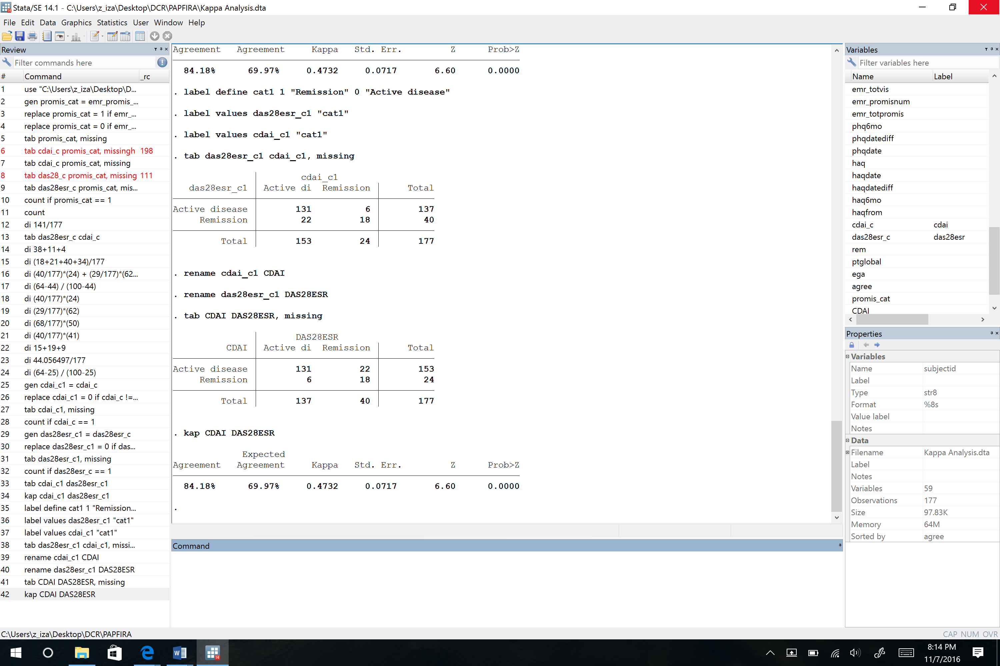 Stata/SE 14.1 - C:\Users\z_iza\Desktop\DCR\PAPFIRA\Kappa Analysis.dta
File Edit Data Graphics Statistics User Window Help
Review
Filter commands here
# Command _rc
1 use "C:\Users\z_iza\Desktop\D...
2 gen promis_cat = emr_promis_...
3 replace promis_cat = 1 if emr_...
4 replace promis_cat = 0 if emr_...
5 tab promis_cat, missing
6 tab cdai_c promis_cat, missingh 198
7 tab cdai_c promis_cat, missing
8 tab das28_c promis_cat, missing 111
9 tab das28esr_c promis_cat, mis...
10 count if promis_cat == 1
11 count
12 di 141/177
13 tab das28esr_c cdai_c
14 di 38+11+4
15 di (18+21+40+34)/177
16 di (40/177)*(24) + (29/177)*(62...
17 di (64-44) / (100-44)
18 di (40/177)*(24)
19 di (29/177)*(62)
20 di (68/177)*(50)
21 di (40/177)*(41)
22 di 15+19+9
23 di 44.056497/177
24 di (64-25) / (100-25)
25 gen cdai_c1 = cdai_c
26 replace cdai_c1 = 0 if cdai_c !=...
27 tab cdai_c1, missing
28 count if cdai_c == 1
29 gen das28esr_c1 = das28esr_c
30 replace das28esr_c1 = 0 if das...
31 tab das28esr_c1, missing
32 count if das28esr_c == 1
33 tab cdai_c1 das28esr_c1
34 kap cdai_c1 das28esr_c1
35 label define cat1 1 "Remission...
36 label values das28esr_c1 "cat1"
37 label values cdai_c1 "cat1"
38 tab das28esr_c1 cdai_c1, missi...
39 rename cdai_c1 CDAI
40 rename das28esr_c1 DAS28ESR
41 tab CDAI DAS28ESR, missing
42 kap CDAI DAS28ESR
Agreement Agreement Kappa Std. Err. Z Prob>Z
84.18% 69.97% 0.4732 0.0717 6.60 0.0000
. label define cat1 1 "Remission" 0 "Active disease"
. label values das28esr_c1 "cat1"
. label values cdai_c1 "cat1"
. tab das28esr_c1 cdai_c1, missing
cdai_c1
das28esr_c1 Active di Remission Total
Active disease 131 6 137
Remission 22 18 40
Total 153 24 177
. rename cdai_c1 CDAI
. rename das28esr_c1 DAS28ESR
. tab CDAI DAS28ESR, missing
DAS28ESR
CDAI Active di Remission Total
Active disease 131 22 153
Remission 6 18 24
Total 137 40 177
. kap CDAI DAS28ESR
Expected
Agreement Agreement Kappa Std. Err. Z Prob>Z
84.18% 69.97% 0.4732 0.0717 6.60 0.0000
.
Command
Variables
Filter variables here
Name Label
emr_totvis
emr_promisnum
emr_totpromis
phq6mo
phqdatediff
phqdate
haq
haqdate
haqdatediff
haq6mo
haqfrom
cdai_c cdai
das28esr_c das28esr
rem
ptglobal
ega
agree
promis_cat
CDAI
Properties
Variables
Name subjectid
Label
Type str8
Format %8s
Value label
Notes
Data
Filename Kappa Analysis.dta
Label
Notes
Variables 59
Observations 177
Size 97.83K
Memory 64M
Sorted by agree
C:\Users\z_iza\Desktop\DCR\PAPFIRA
CAP NUM OVR
14
8:14 PM
11/7/2016